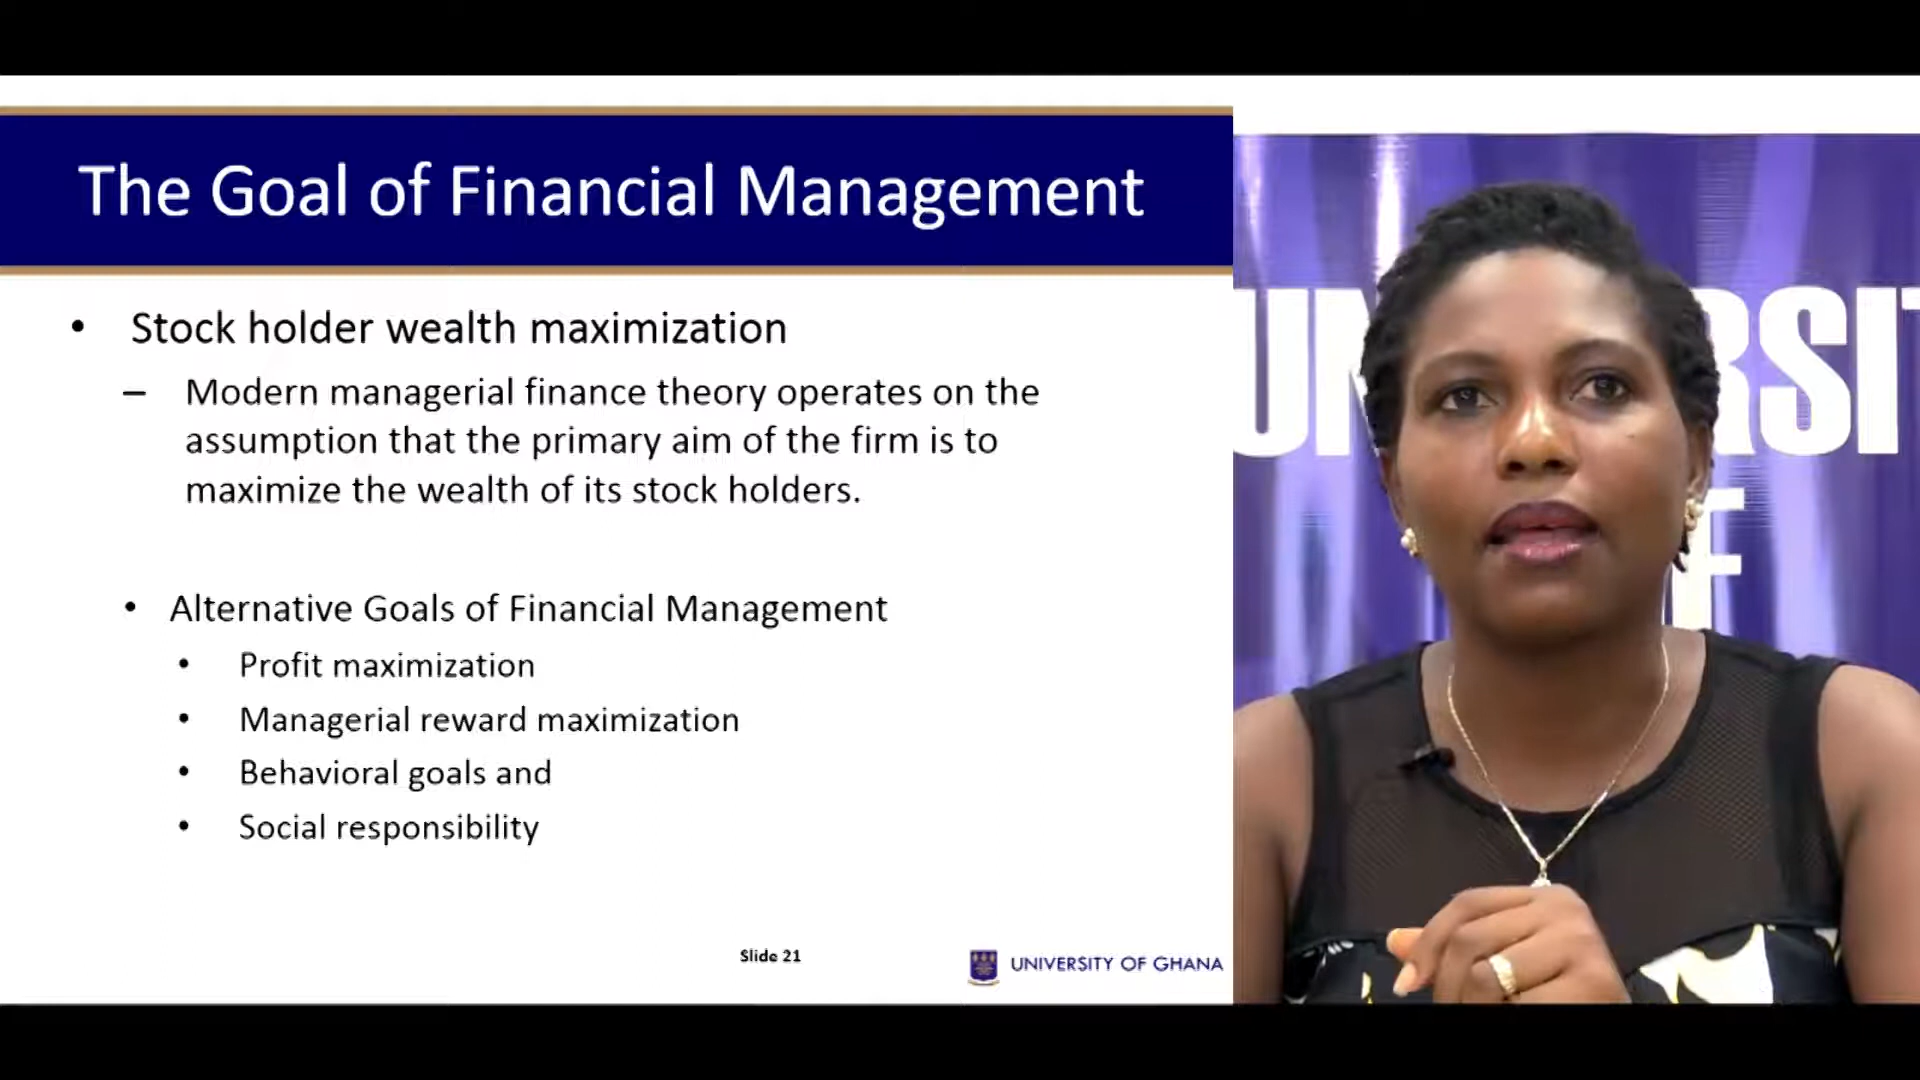 The Goal of Financial Management
• Stock holder wealth maximization
– Modern managerial finance theory operates on the
assumption that the primary aim of the firm is to
maximize the wealth of its stock holders.
• Alternative Goals of Financial Management
• Profit maximization
• Managerial reward maximization
• Behavioral goals and
• Social responsibility
Slide 21
UNIVERSITY OF GHANA